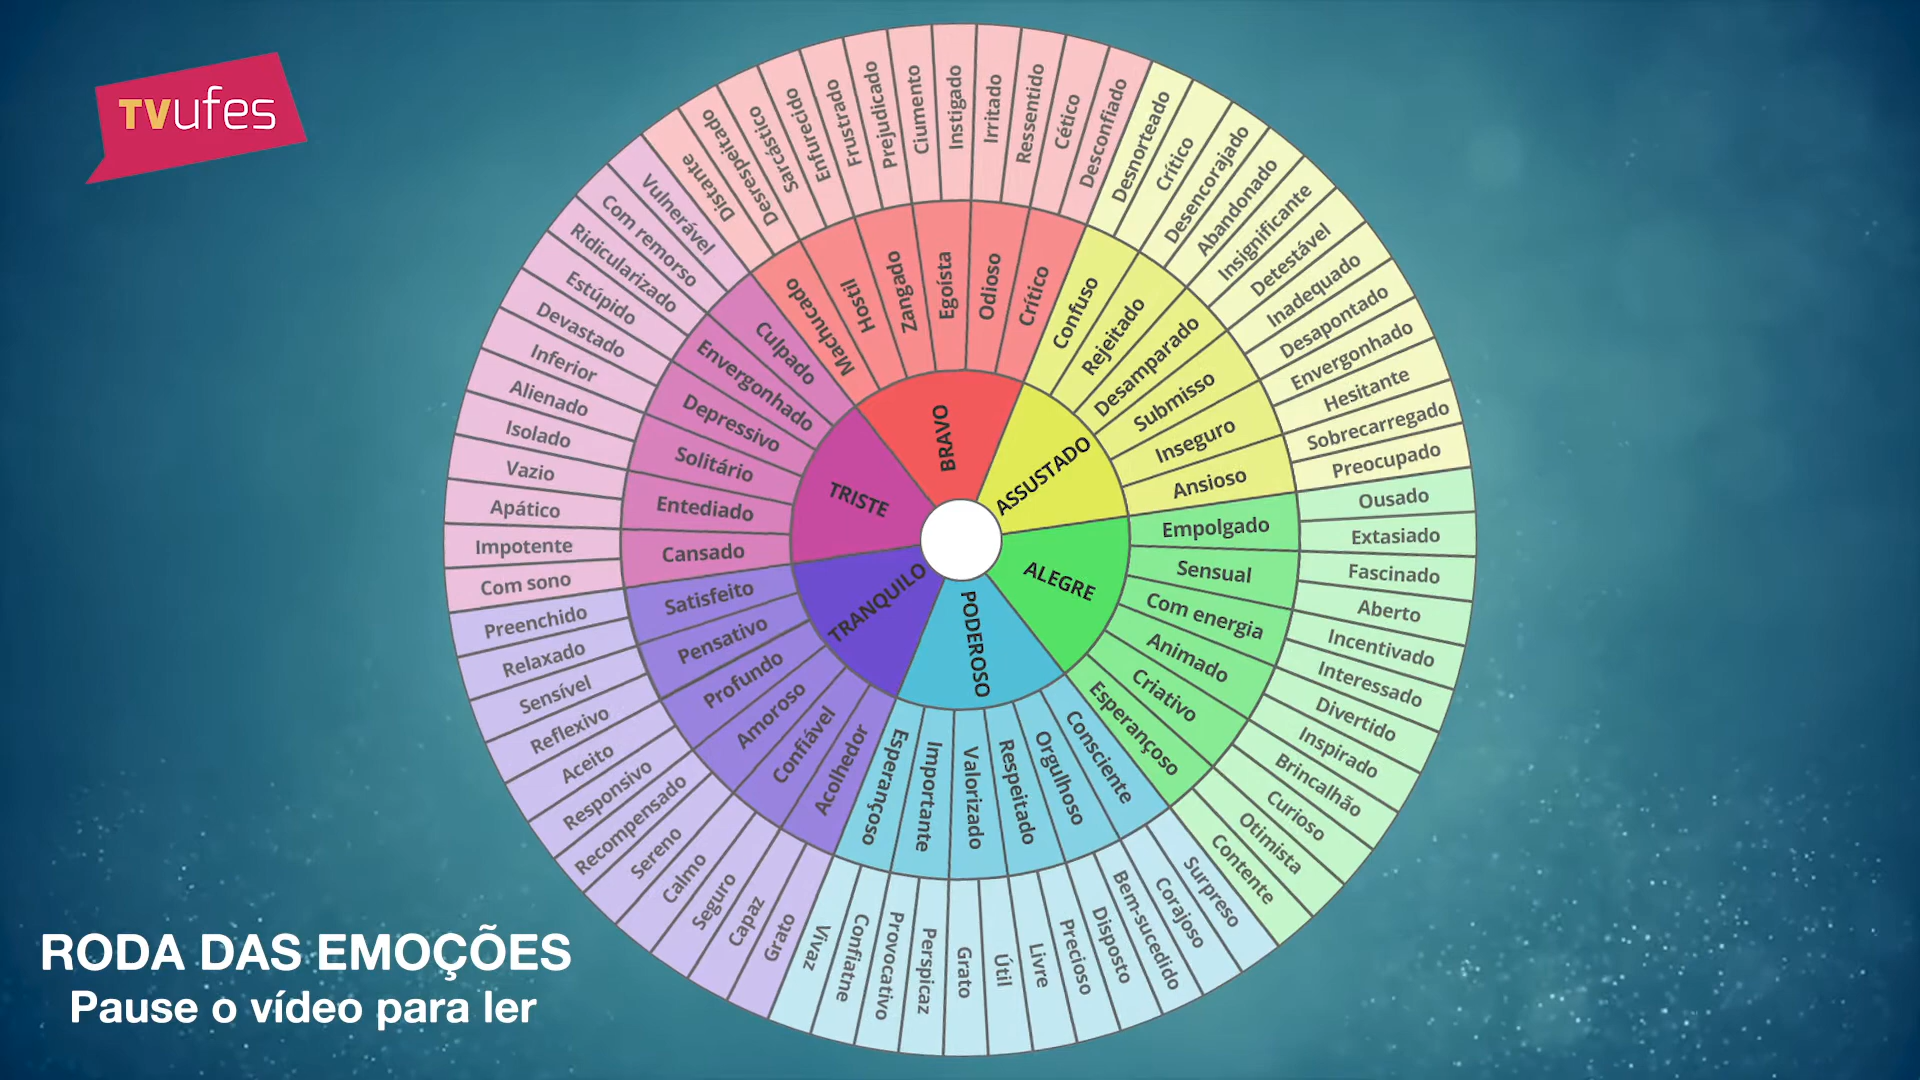 TVufes
BRAVO
ASSUSTADO
ALEGRE
PODEROSO
TRANQUILO
TRISTE
Machucado
Hostil
Zangado
Egoísta
Odioso
Crítico
Confuso
Rejeitado
Desamparado
Submisso
Inseguro
Ansioso
Empolgado
Sensual
Com energia
Animado
Criativo
Esperançoso
Consciente
Orgulhoso
Respeitado
Valorizado
Importante
Esperançoso
Acolhedor
Confiável
Amoroso
Profundo
Pensativo
Satisfeito
Cansado
Entediado
Solitário
Depressivo
Envergonhado
Culpado
Distante
Desrespeitado
Sarcástico
Enfurecido
Frustrado
Prejudicado
Ciumento
Instigado
Irritado
Ressentido
Cético
Desconfiado
Desnorteado
Crítico
Desencorajado
Abandonado
Insignificante
Detestável
Inadequado
Desapontado
Envergonhado
Hesitante
Sobrecarregado
Preocupado
Ousado
Extasiado
Fascinado
Aberto
Incentivado
Interessado
Divertido
Inspirado
Brincalhão
Curioso
Otimista
Contente
Surpreso
Corajoso
Bem-sucedido
Disposto
Precioso
Livre
Útil
Grato
Perspicaz
Provocativo
Confiatne
Vivaz
Grato
Capaz
Seguro
Calmo
Sereno
Recompensado
Responsivo
Aceito
Reflexivo
Sensível
Relaxado
Preenchido
Com sono
Impotente
Apático
Vazio
Isolado
Alienado
Inferior
Devastado
Estúpido
Ridicularizado
Com remorso
Vulnerável
RODA DAS EMOÇÕES
Pause o vídeo para ler